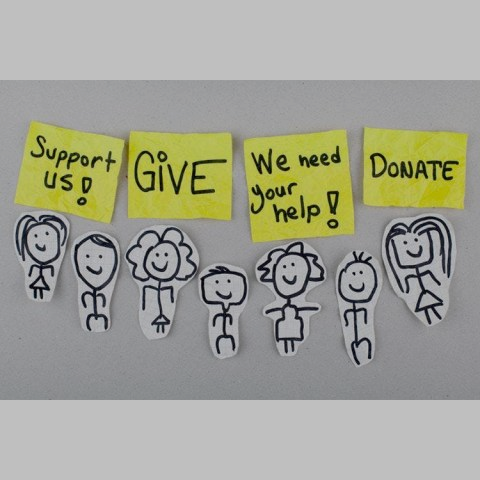 Support
us!
GiVE
We need
your
help!
DONATE